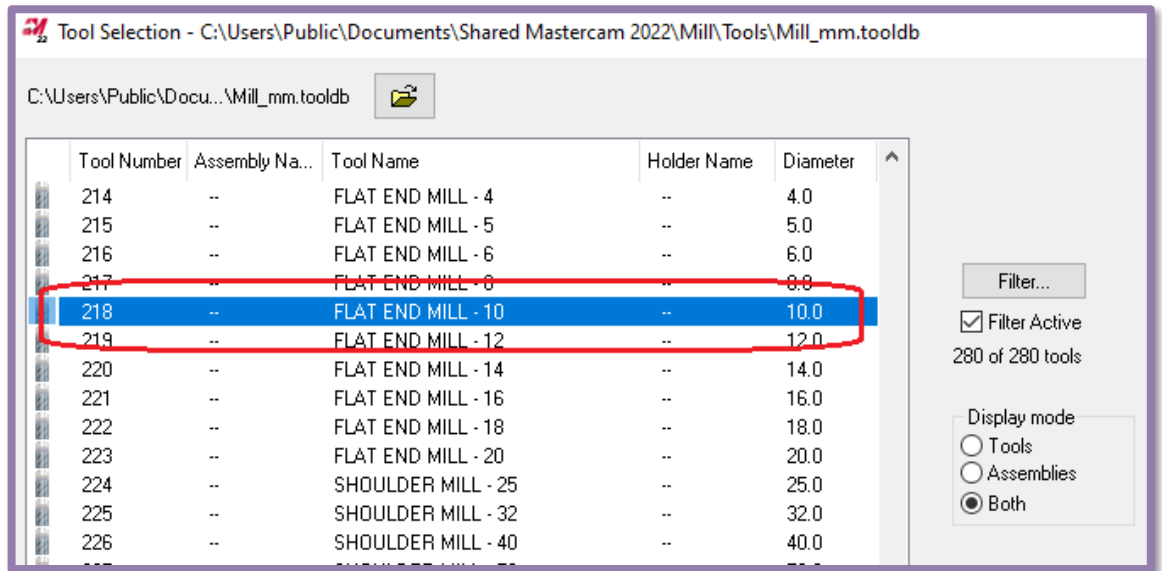 Tool Selection - C:\Users\Public\Documents\Shared Mastercam 2022\Mill\Tools\Mill_mm.tooldb
C:\Users\Public\Docu...\Mill_mm.tooldb
Tool Number Assembly Na... Tool Name Holder Name Diameter
214 -- FLAT END MILL - 4 -- 4.0
215 -- FLAT END MILL - 5 -- 5.0
216 -- FLAT END MILL - 6 -- 6.0
217 -- FLAT END MILL - 8 -- 8.0
Filter...
218 -- FLAT END MILL - 10 -- 10.0
Filter Active
219 -- FLAT END MILL - 12 -- 12.0
280 of 280 tools
220 -- FLAT END MILL - 14 -- 14.0
221 -- FLAT END MILL - 16 -- 16.0
Display mode
222 -- FLAT END MILL - 18 -- 18.0
Tools
223 -- FLAT END MILL - 20 -- 20.0
Assemblies
224 -- SHOULDER MILL - 25 -- 25.0
Both
225 -- SHOULDER MILL - 32 -- 32.0
226 -- SHOULDER MILL - 40 -- 40.0